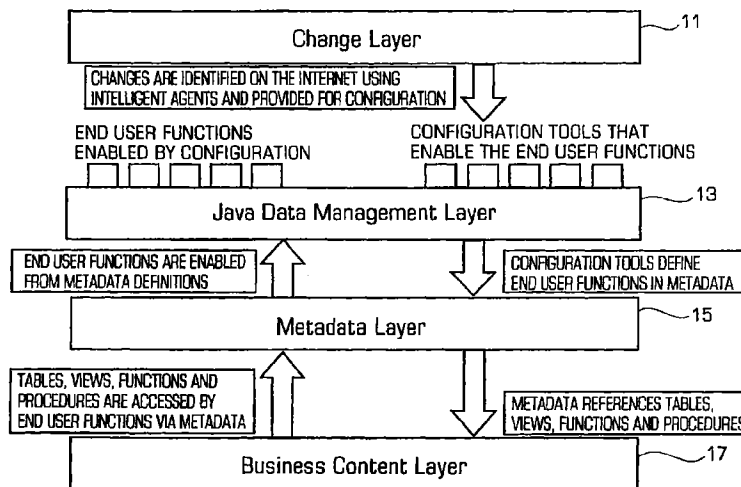 Change Layer
11
CHANGES ARE IDENTIFIED ON THE INTERNET USING
INTELLIGENT AGENTS AND PROVIDED FOR CONFIGURATION
END USER FUNCTIONS
ENABLED BY CONFIGURATION
CONFIGURATION TOOLS THAT
ENABLE THE END USER FUNCTIONS
Java Data Management Layer
13
END USER FUNCTIONS ARE ENABLED
FROM METADATA DEFINITIONS
CONFIGURATION TOOLS DEFINE
END USER FUNCTIONS IN METADATA
Metadata Layer
15
TABLES, VIEWS, FUNCTIONS AND
PROCEDURES ARE ACCESSED BY
END USER FUNCTIONS VIA METADATA
METADATA REFERENCES TABLES,
VIEWS, FUNCTIONS AND PROCEDURES
Business Content Layer
17